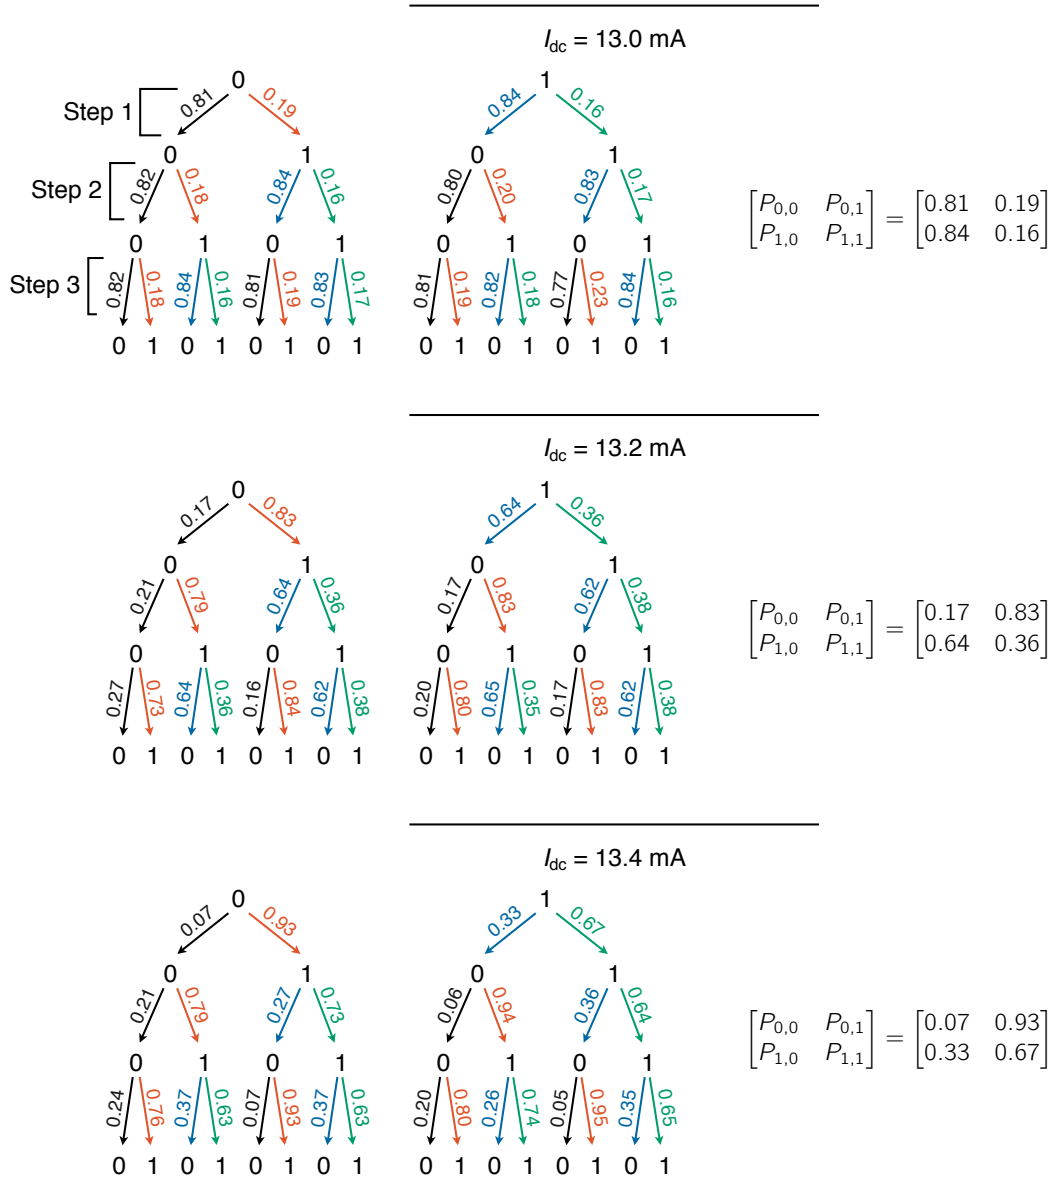 I_dc = 13.0 mA
0 1
Step 1 0.81 0.19 0.84 0.16
0 1 0 1
Step 2 0.82 0.18 0.84 0.16 0.80 0.20 0.83 0.17
[P_0,0 P_0,1] = [0.81 0.19]
[P_1,0 P_1,1] [0.84 0.16]
0 1 0 1 0 1 0 1
Step 3 0.82 0.18 0.84 0.16 0.81 0.19 0.83 0.17 0.81 0.19 0.82 0.18 0.77 0.23 0.84 0.16
0 1 0 1 0 1 0 1 0 1 0 1 0 1 0 1
I_dc = 13.2 mA
0 1
0.17 0.83 0.64 0.36
0 1 0 1
0.21 0.79 0.64 0.36 0.17 0.83 0.62 0.38
[P_0,0 P_0,1] = [0.17 0.83]
[P_1,0 P_1,1] [0.64 0.36]
0 1 0 1 0 1 0 1
0.27 0.73 0.64 0.36 0.16 0.84 0.62 0.38 0.20 0.80 0.65 0.35 0.17 0.83 0.62 0.38
0 1 0 1 0 1 0 1 0 1 0 1 0 1 0 1
I_dc = 13.4 mA
0 1
0.07 0.93 0.33 0.67
0 1 0 1
0.21 0.79 0.27 0.73 0.06 0.94 0.36 0.64
[P_0,0 P_0,1] = [0.07 0.93]
[P_1,0 P_1,1] [0.33 0.67]
0 1 0 1 0 1 0 1
0.24 0.76 0.37 0.63 0.07 0.93 0.37 0.63 0.20 0.80 0.26 0.74 0.05 0.95 0.35 0.65
0 1 0 1 0 1 0 1 0 1 0 1 0 1 0 1